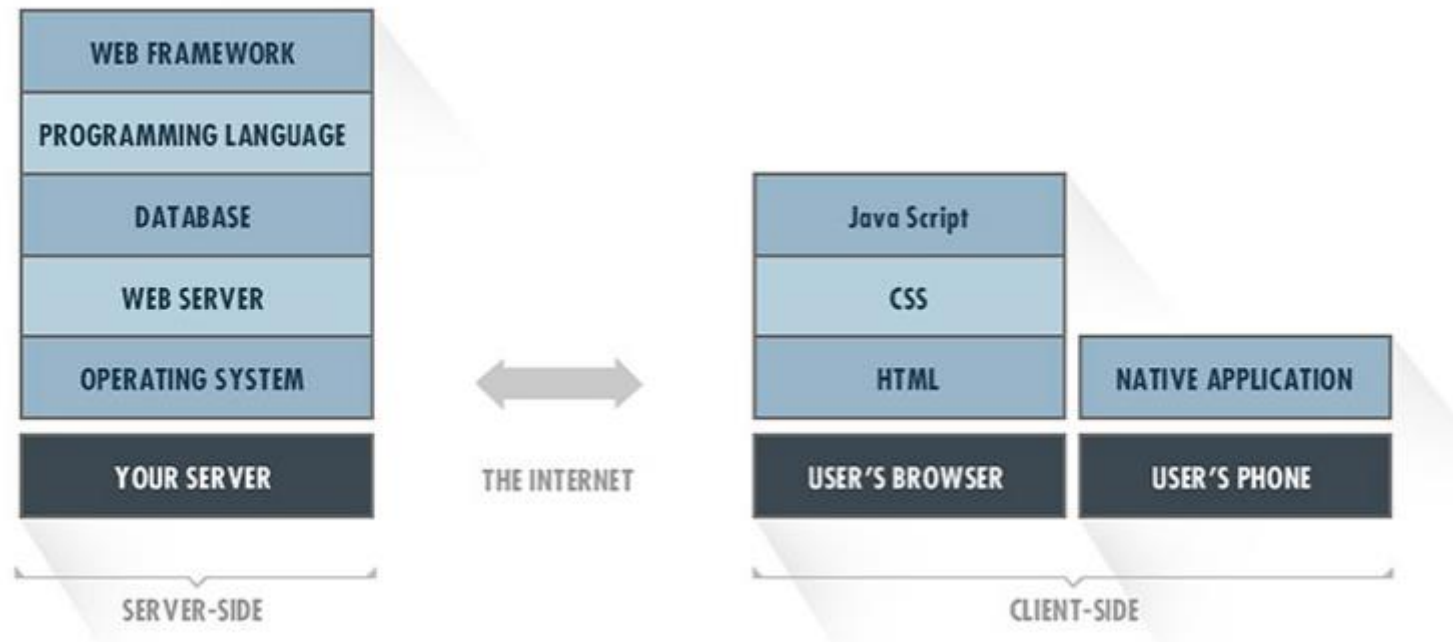 WEB FRAMEWORK
PROGRAMMING LANGUAGE
DATABASE
WEB SERVER
OPERATING SYSTEM
YOUR SERVER
SERVER-SIDE
THE INTERNET
Java Script
CSS
HTML
USER'S BROWSER
NATIVE APPLICATION
USER'S PHONE
CLIENT-SIDE